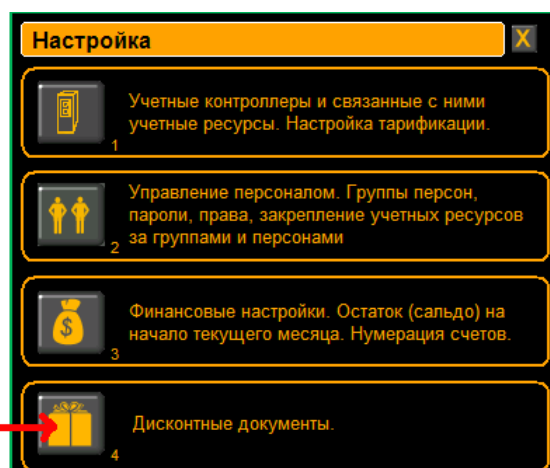 Настройка
X
Учетные контроллеры и связанные с ними
учетные ресурсы. Настройка тарификации.
1
Управление персоналом. Группы персон,
пароли, права, закрепление учетных ресурсов
за группами и персонами
2
$
Финансовые настройки. Остаток (сальдо) на
начало текущего месяца. Нумерация счетов.
3
Дисконтные документы.
4